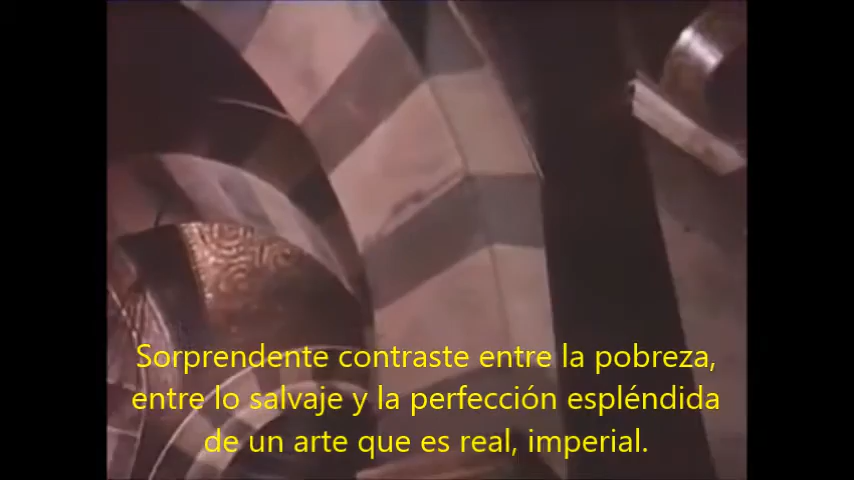 Sorprendente contraste entre la pobreza,
entre lo salvaje y la perfección espléndida
de un arte que es real, imperial.